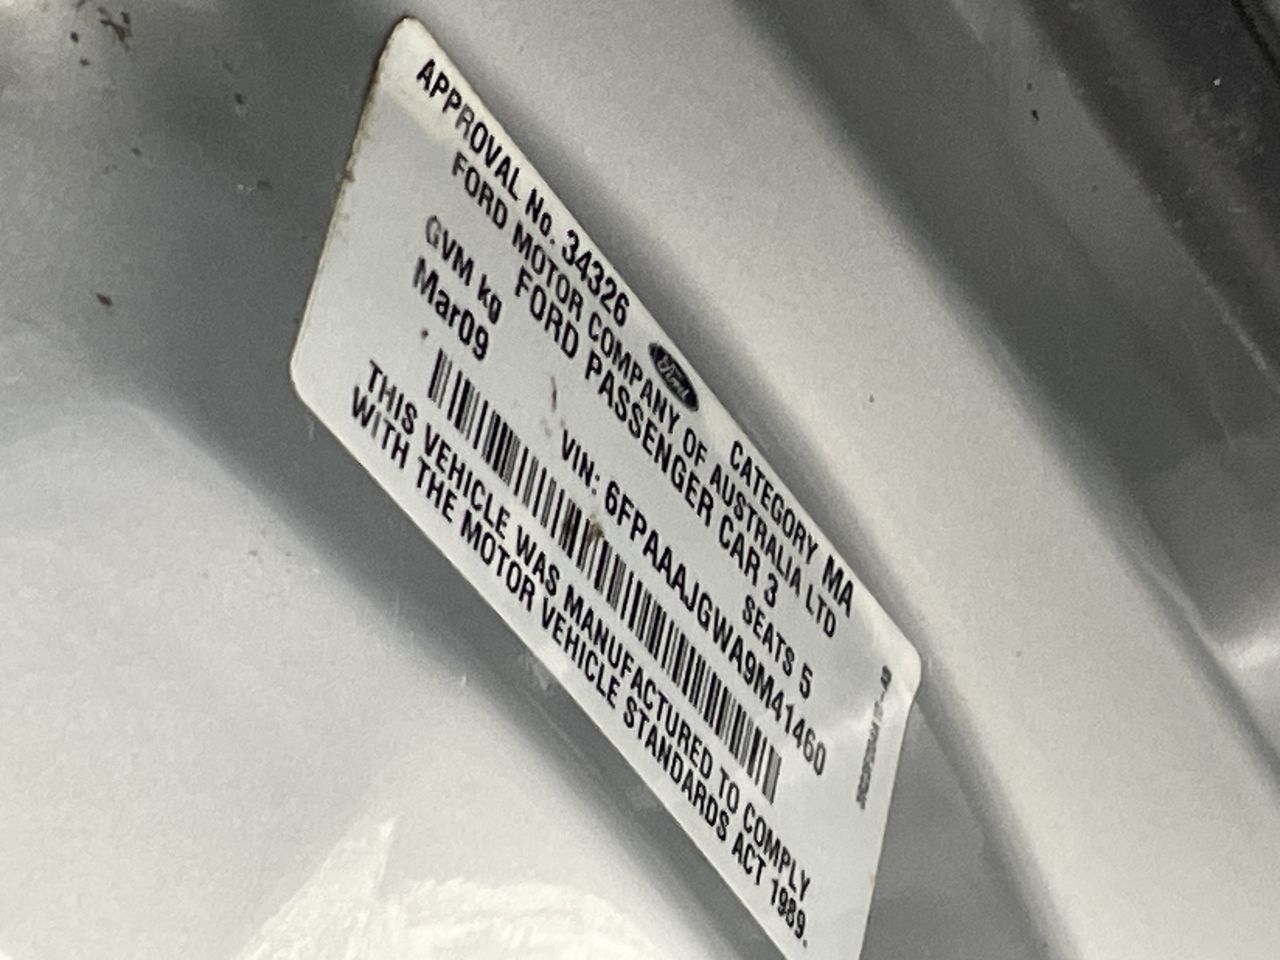 APPROVAL No. 34326 Ford CATEGORY MA
FORD MOTOR COMPANY OF AUSTRALIA LTD
FORD PASSENGER CAR 3
GVM kg SEATS 5
Mar09 VIN: 6FPAAAJGWA9M41460
THIS VEHICLE WAS MANUFACTURED TO COMPLY
WITH THE MOTOR VEHICLE STANDARDS ACT 1989.